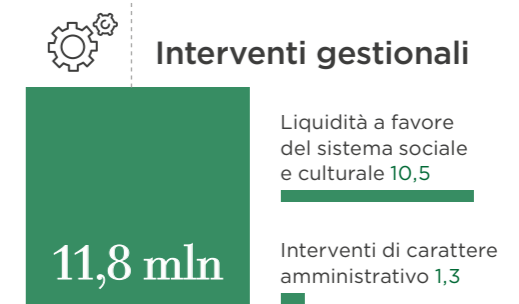 Interventi gestionali
11,8 mln
Liquidità a favore
del sistema sociale
e culturale 10,5
Interventi di carattere
amministrativo 1,3